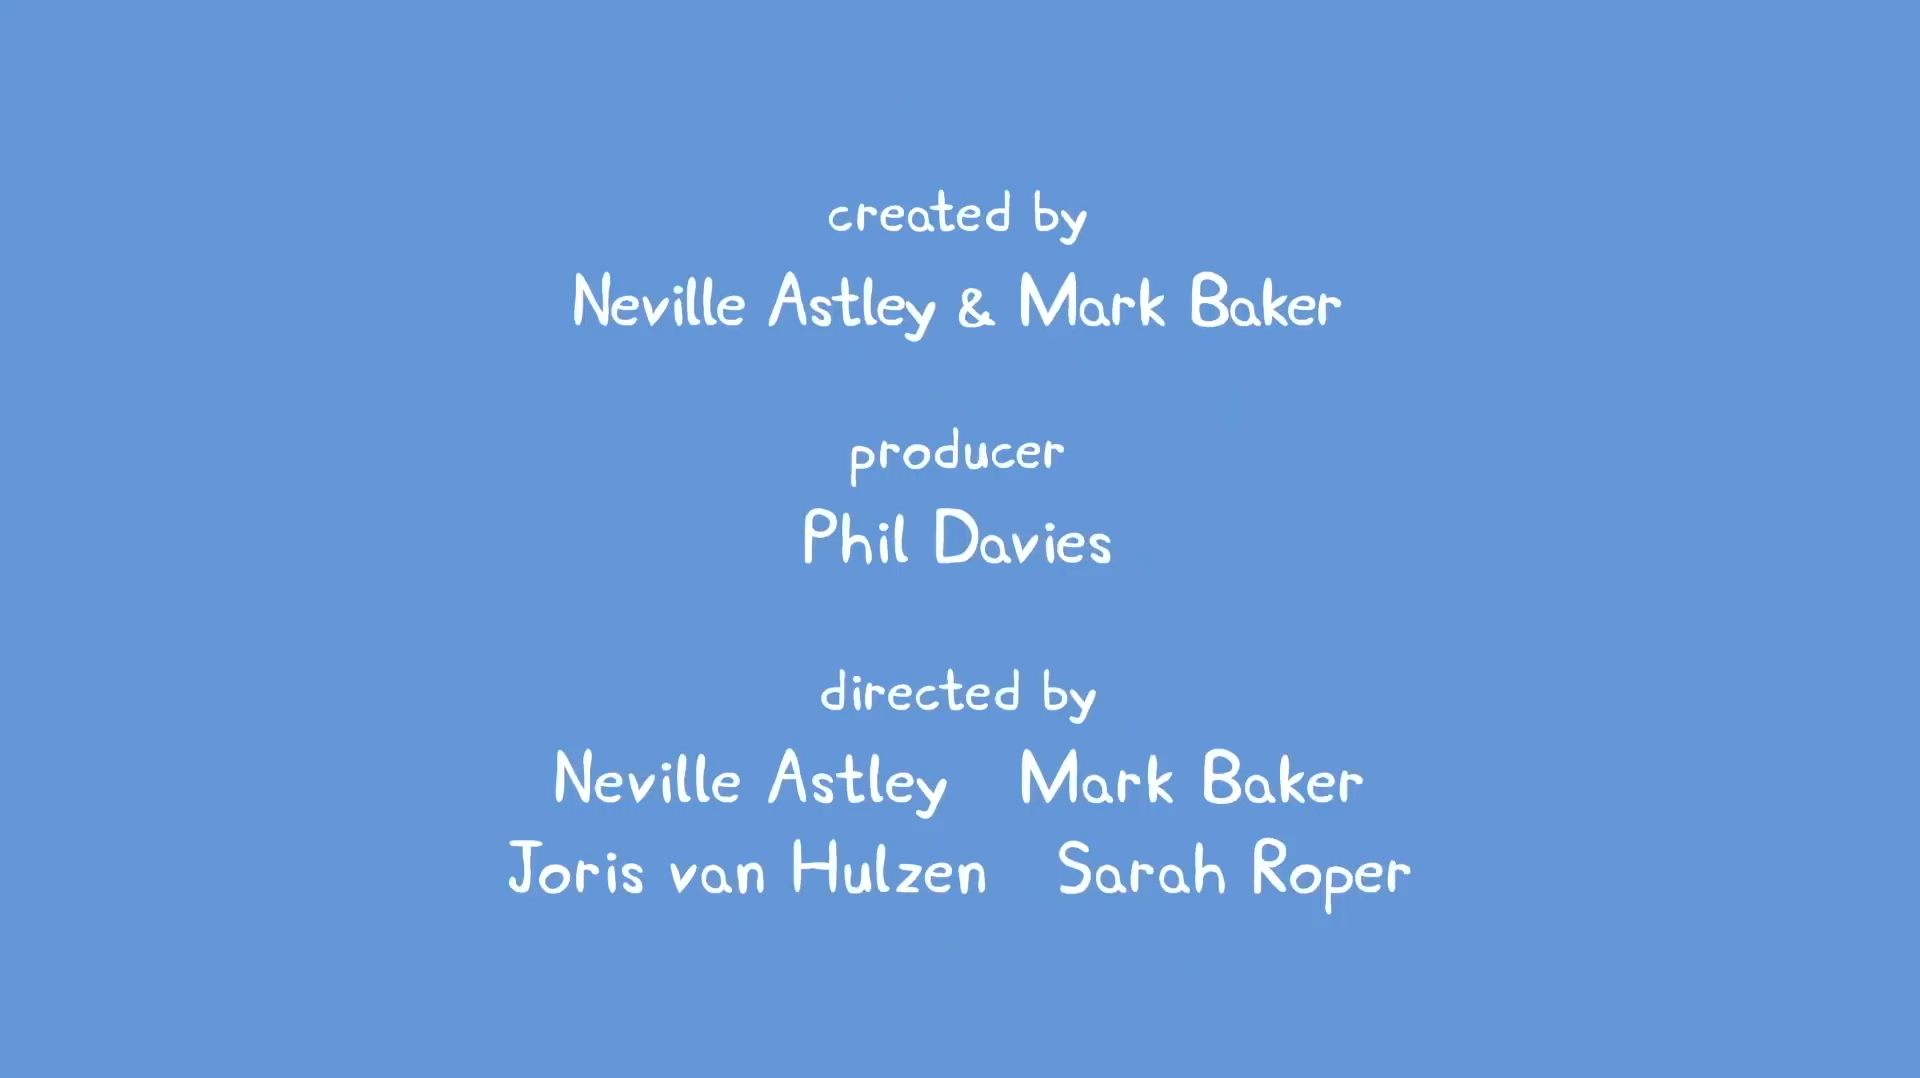 created by
Neville Astley & Mark Baker
producer
Phil Davies
directed by
Neville Astley Mark Baker
Joris van Hulzen Sarah Roper